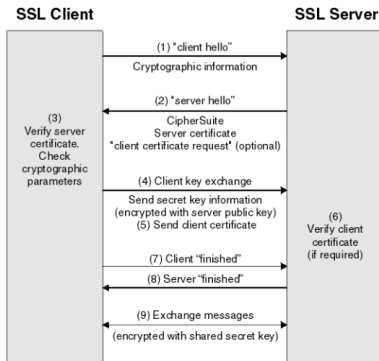 SSL Client
SSL Server
(1) "client hello"
Cryptographic information
(2) "server hello"
CipherSuite
Server certificate
"client certificate request" (optional)
(3)
Verify server
certificate.
Check
cryptographic
parameters
(4) Client key exchange
Send secret key information
(encrypted with server public key)
(5) Send client certificate
(6)
Verify client
certificate
(if required)
(7) Client “finished”
(8) Server “finished”
(9) Exchange messages
(encrypted with shared secret key)